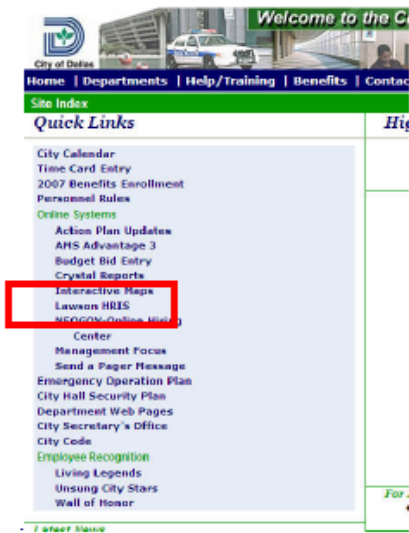 Welcome to the C
City of Dallas
Home | Departments | Help/Training | Benefits | Contac
Site Index
Quick Links
Hig
City Calendar
Time Card Entry
2007 Benefits Enrollment
Personnel Rules
Online Systems
Action Plan Updates
AMS Advantage 3
Budget Bid Entry
Crystal Reports
Interactive Maps
Lawson HRIS
NEOGOV-Online Hiring
Center
Management Focus
Send a Pager Message
Emergency Operation Plan
City Hall Security Plan
Department Web Pages
City Secretary's Office
City Code
Employee Recognition
Living Legends
Unsung City Stars
Wall of Honor
For
Latest News